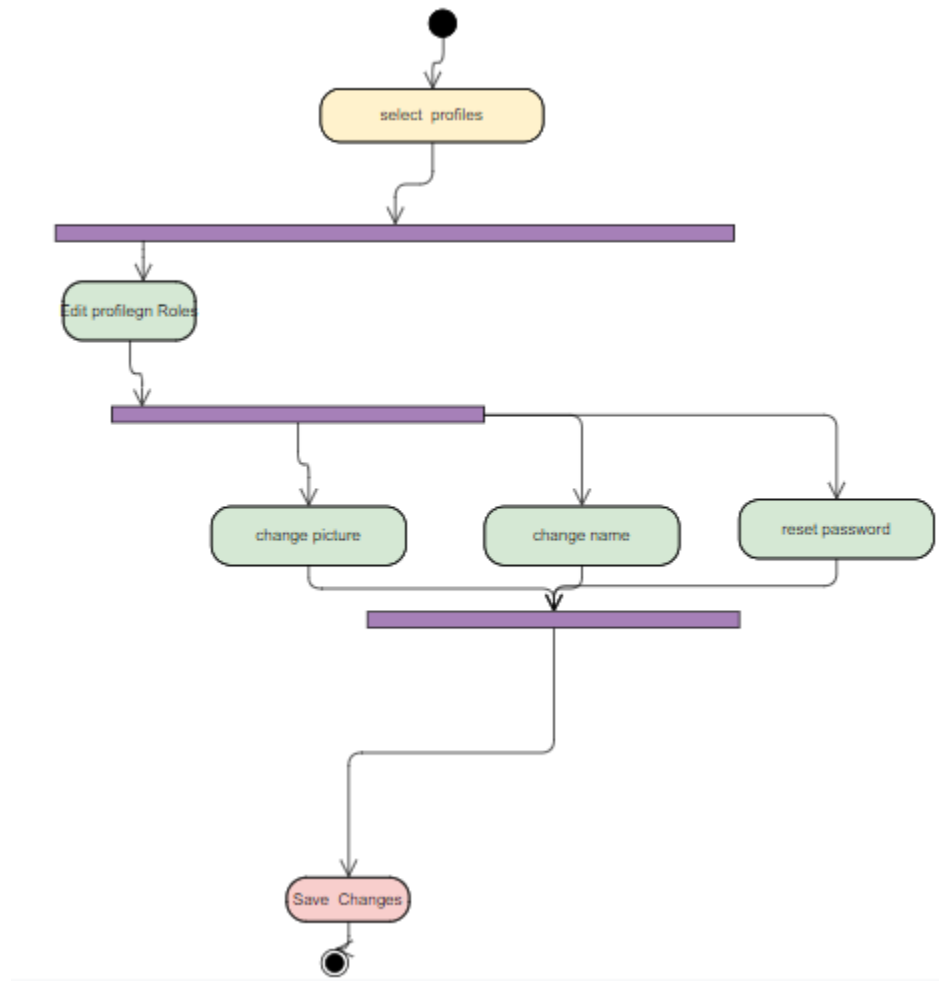 select profiles
Edit profilegn Roles
change picture
change name
reset password
Save Changes